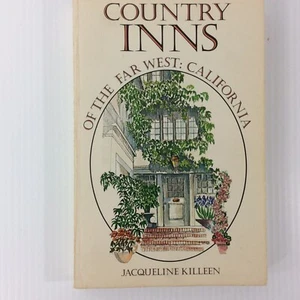 COUNTRY
INNS
OF THE FAR WEST: CALIFORNIA
JACQUELINE KILLEEN